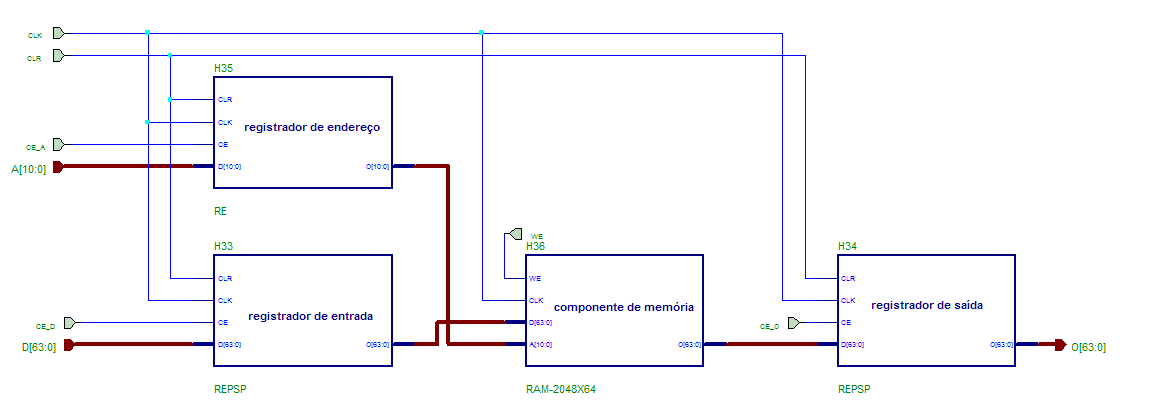 CLK
CLR
H35
CLR
registrador de endereço
CLK
CE_A
CE
A[10:0]
D[10:0]
O[10:0]
RE
H33
CLR
CLK
registrador de entrada
CE_D
CE
D[63:0]
D[63:0]
O[63:0]
REPSP
WE
H36
WE
CLK
componente de memória
D[63:0]
A[10:0]
O[63:0]
RAM-2048X64
H34
CLR
CLK
registrador de saída
CE_O
CE
D[63:0]
O[63:0]
O[63:0]
REPSP